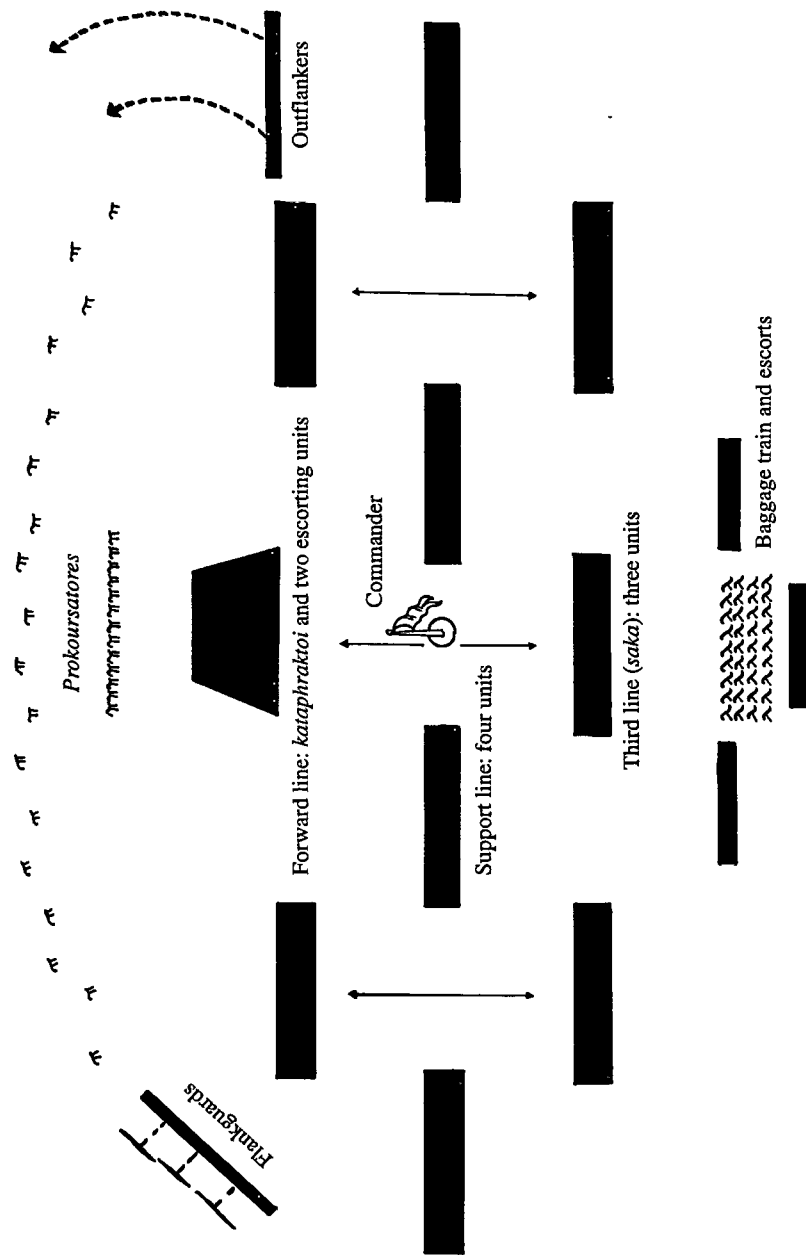 Outflankers
Prokoursatores
Flankguards
Forward line: kataphraktoi and two escorting units
Commander
Support line: four units
Third line (saka): three units
Baggage train and escorts